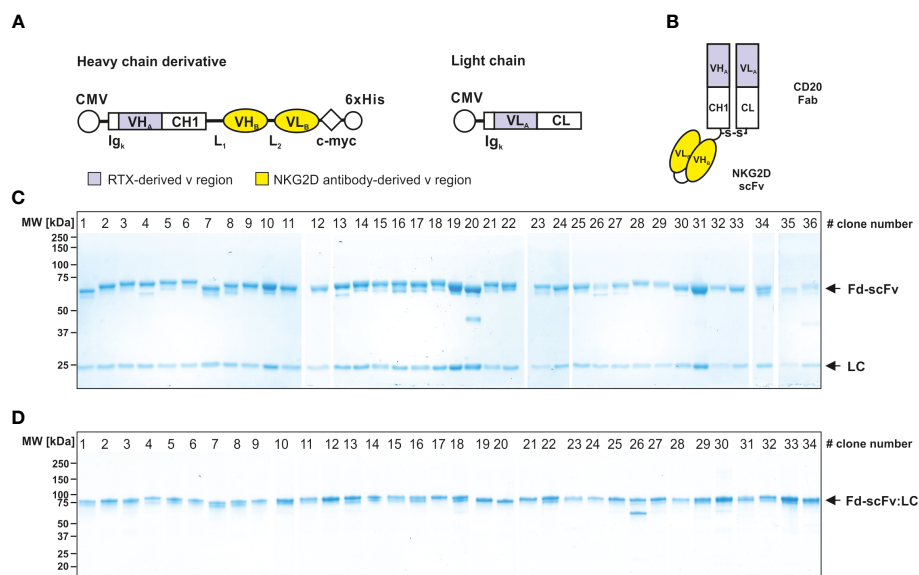 A
Heavy chain derivative
CMV
VHA
CH1
VHB
VLB
6xHis
Igk
L1
L2
c-myc
Light chain
CMV
VLA
CL
Igk
RTX-derived v region
NKG2D antibody-derived v region
B
VHA
VLA
CH1
CL
CD20
Fab
-s-s-
VHB
NKG2D
scFv
C
MW [kDa]
1 2 3 4 5 6 7 8 9 10 11 12 13 14 15 16 17 18 19 20 21 22 23 24 25 26 27 28 29 30 31 32 33 34 35 36
# clone number
250
150
100
75
50
37
25
Fd-scFv
LC
D
MW [kDa]
1 2 3 4 5 6 7 8 9 10 11 12 13 14 15 16 17 18 19 20 21 22 23 24 25 26 27 28 29 30 31 32 33 34
# clone number
250
150
100
75
50
37
25
20
Fd-scFv:LC